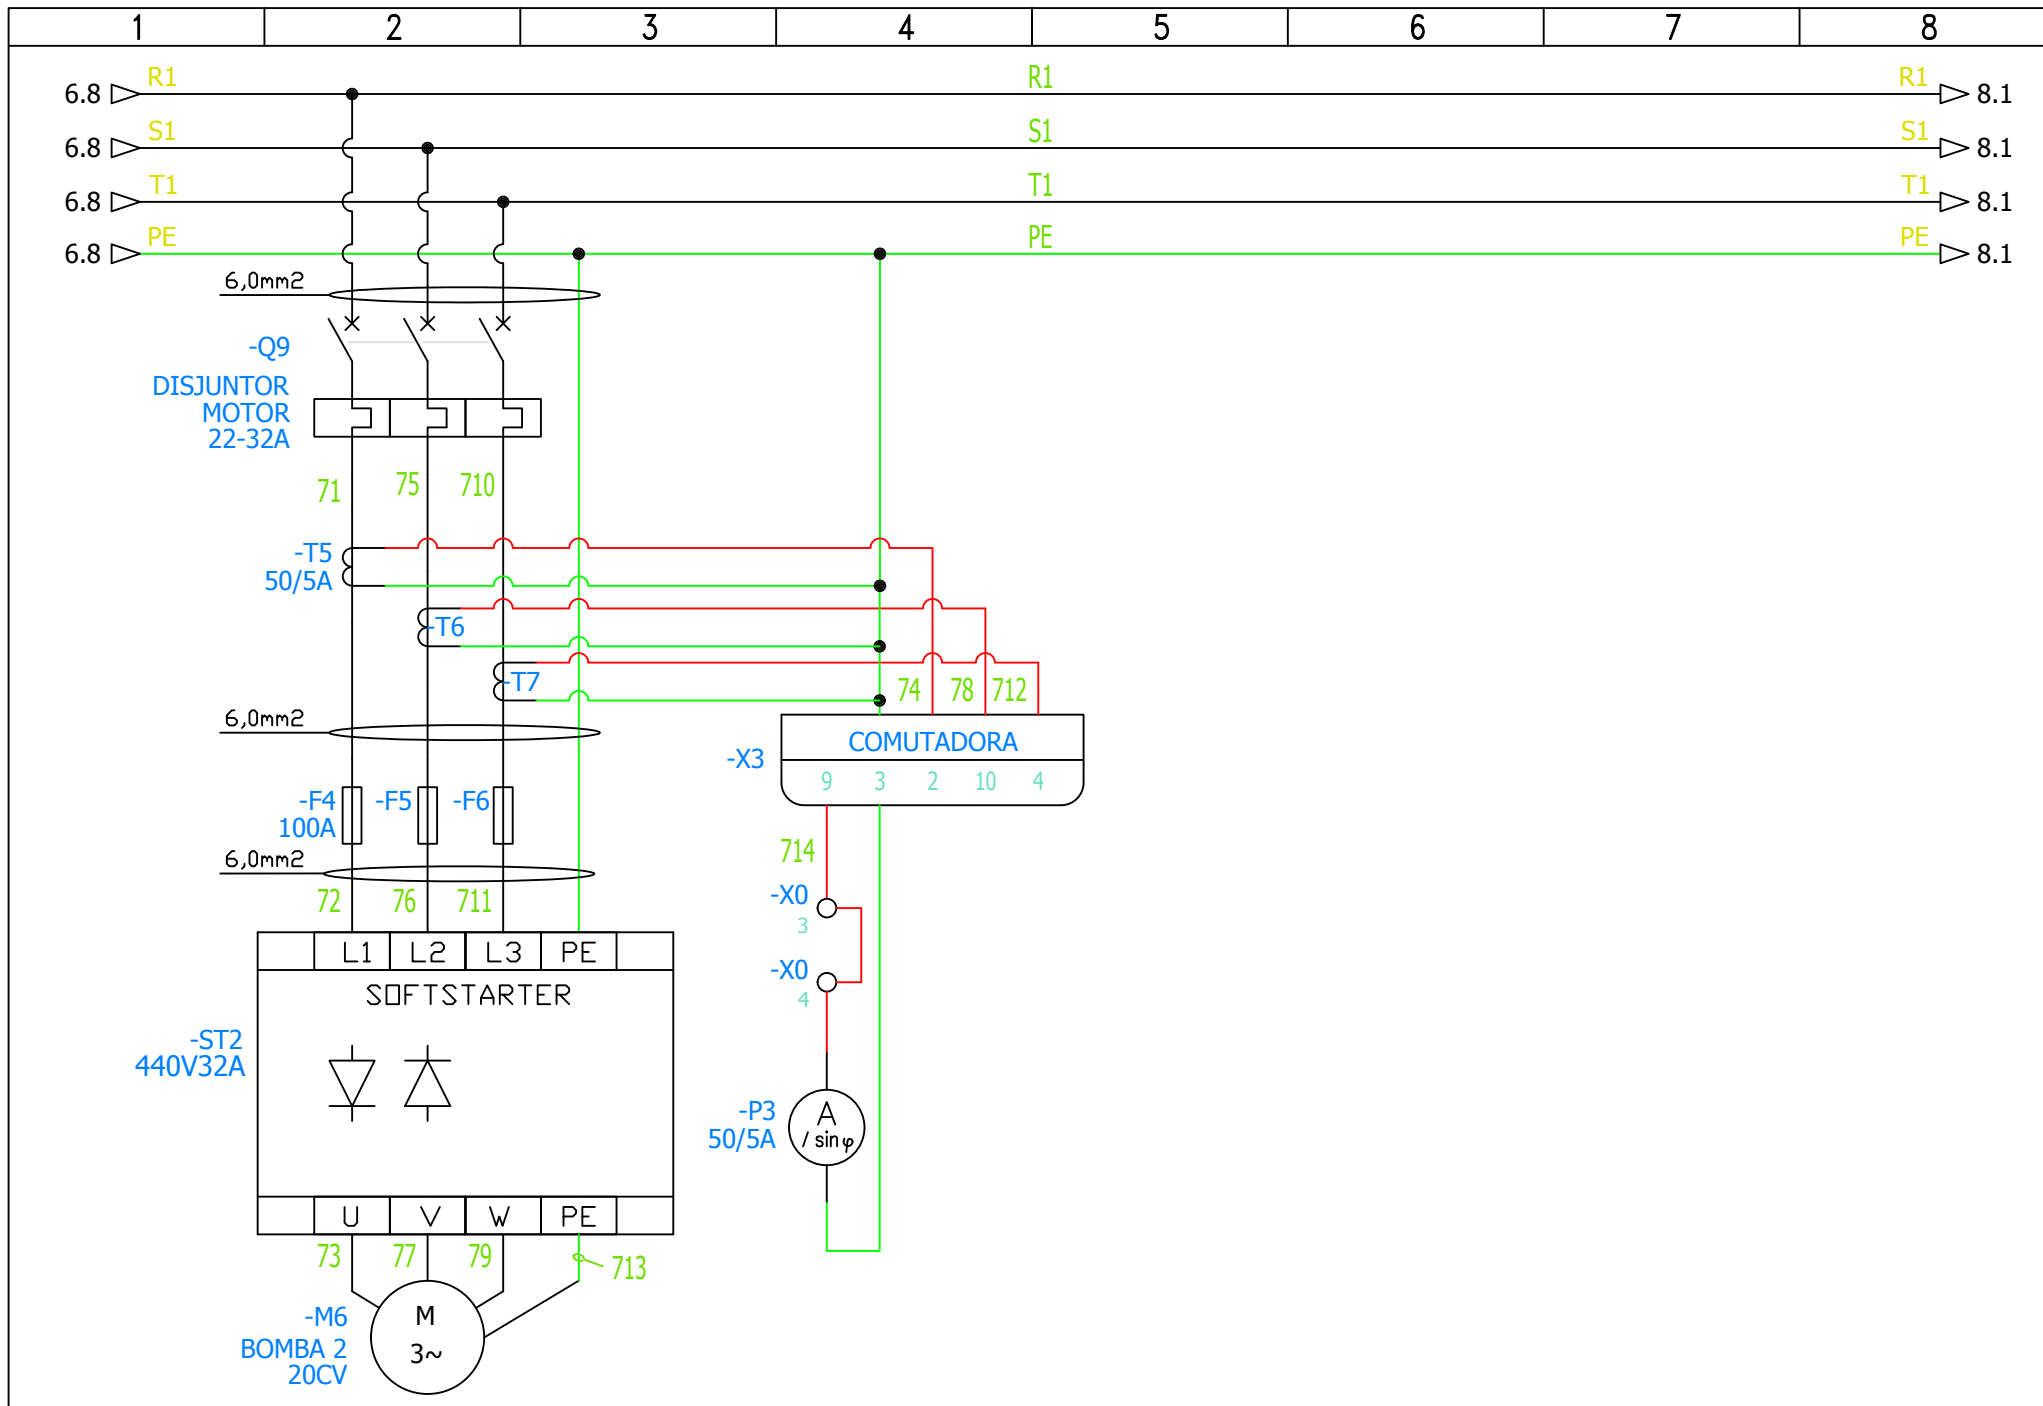 1 2 3 4 5 6 7 8
6.8 R1 R1 R1 8.1
6.8 S1 S1 S1 8.1
6.8 T1 T1 T1 8.1
6.8 PE PE PE 8.1
6,0mm2
-Q9
DISJUNTOR
MOTOR
22-32A
71 75 710
-T5
50/5A
-T6
-T7
74 78 712
6,0mm2
COMUTADORA
-X3
9 3 2 10 4
-F4 -F5 -F6
100A
6,0mm2
714
72 76 711
-X0
3
L1 L2 L3 PE
SOFTSTARTER
-X0
4
-ST2
440V32A
-P3
50/5A
A
/ sin φ
U V W PE
73 77 79 713
-M6
BOMBA 2
20CV
M
3~